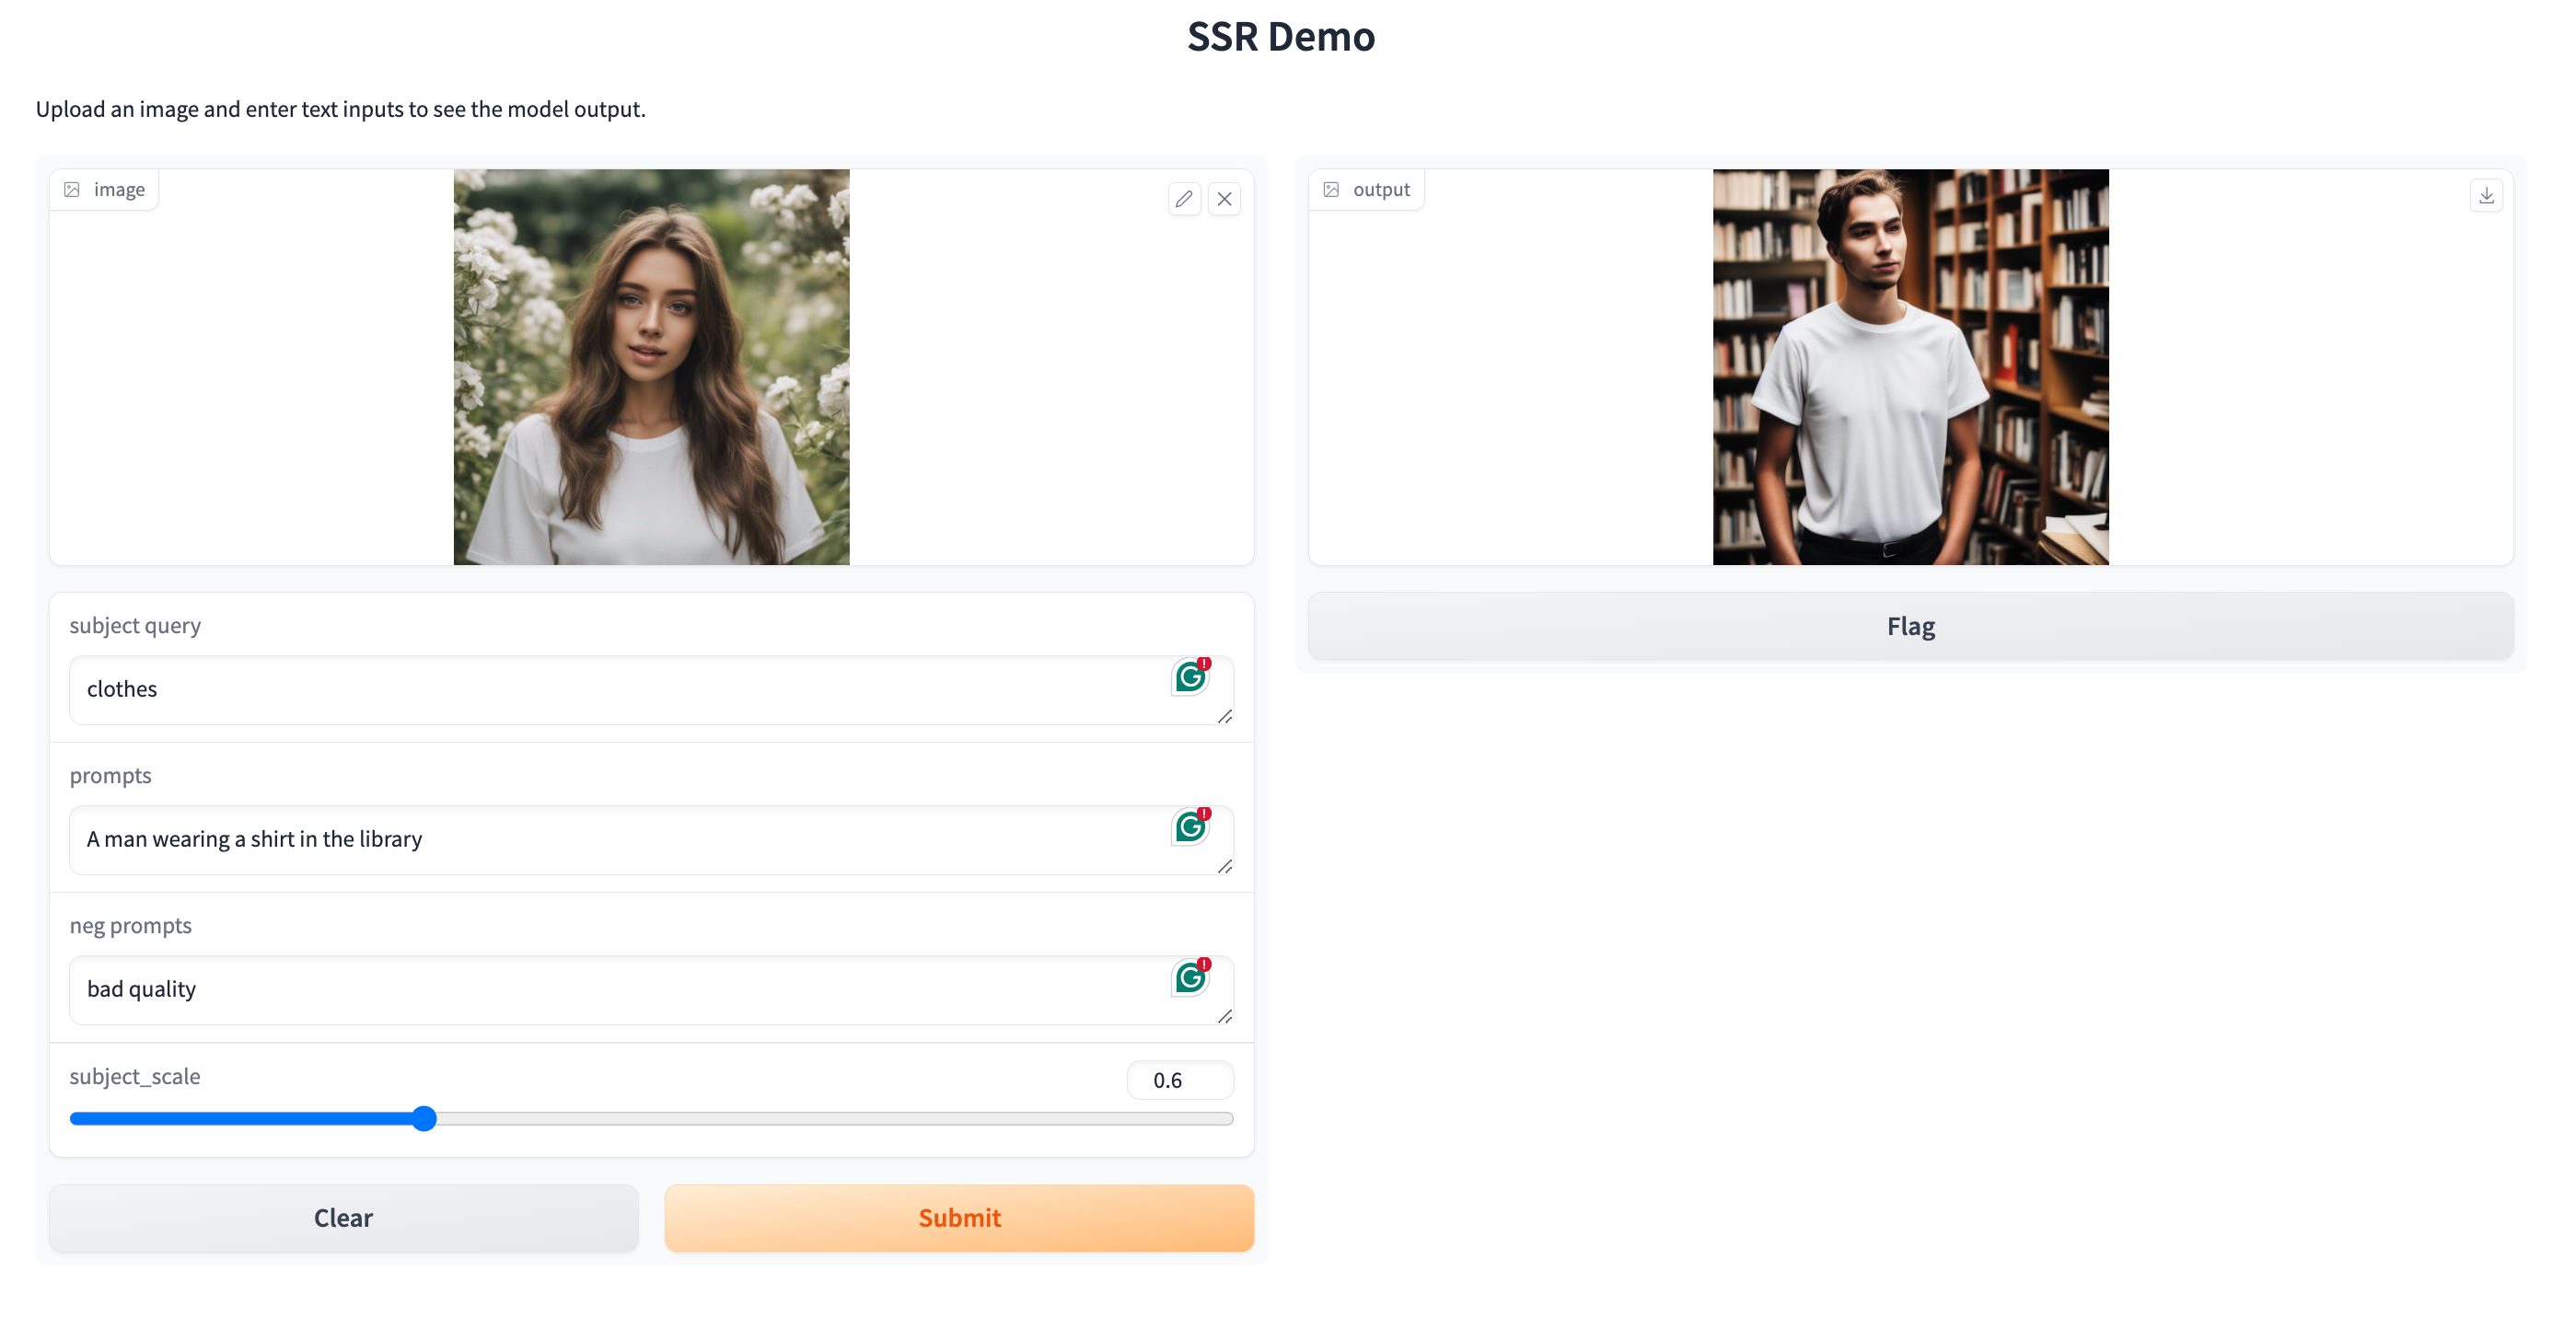 SSR Demo
Upload an image and enter text inputs to see the model output.
image
output
subject query
clothes
prompts
A man wearing a shirt in the library
neg prompts
bad quality
subject_scale
0.6
Clear
Submit
Flag